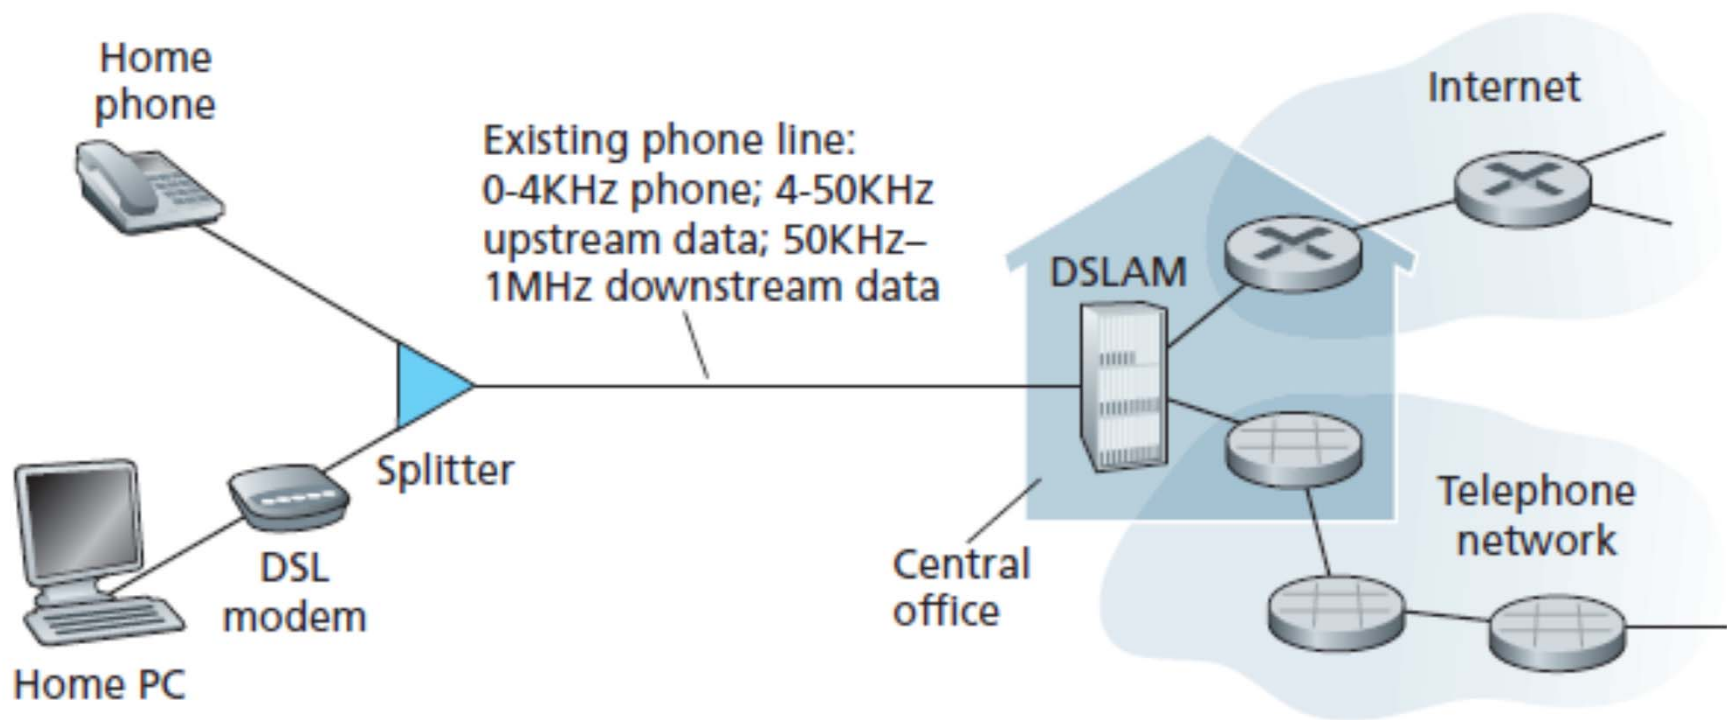 Home
phone
Existing phone line:
0-4KHz phone; 4-50KHz
upstream data; 50KHz–
1MHz downstream data
Internet
DSLAM
Splitter
DSL
modem
Home PC
Central
office
Telephone
network